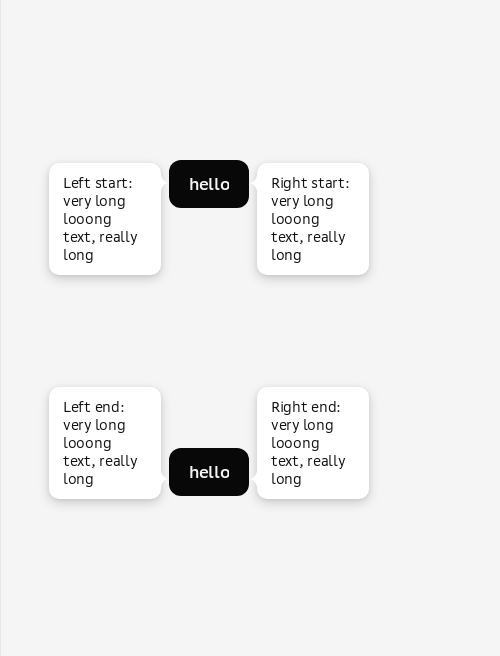 Left start:
very long
looong
text, really
long
hello
Right start:
very long
looong
text, really
long
Left end:
very long
looong
text, really
long
hello
Right end:
very long
looong
text, really
long